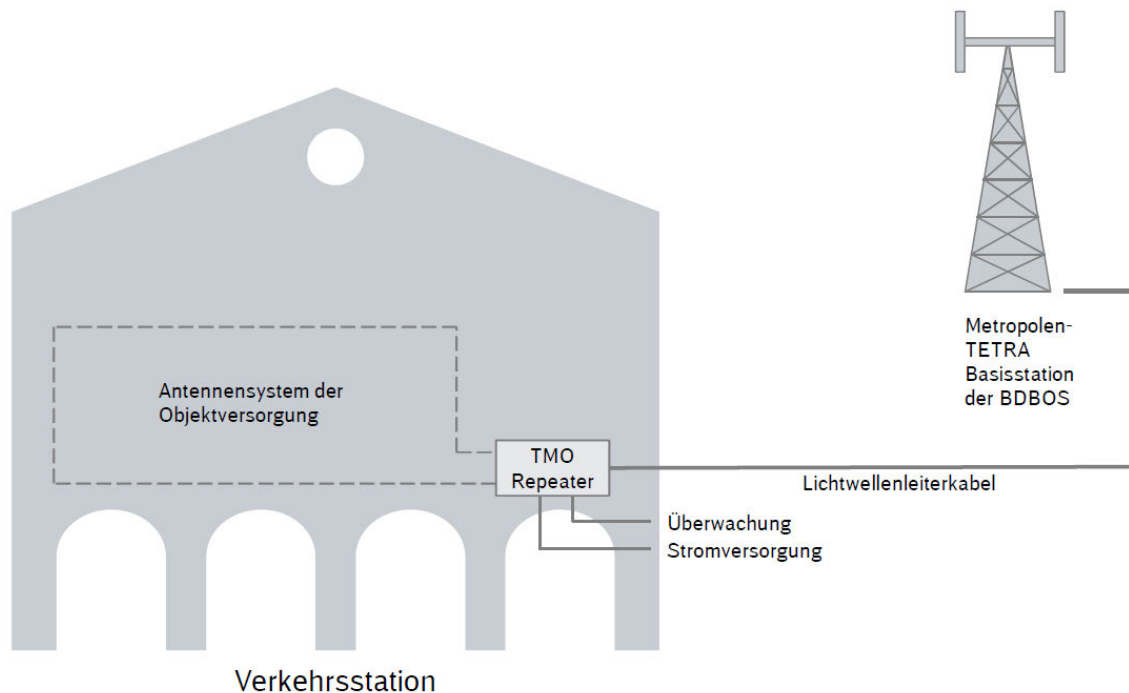 Metropolen-
TETRA
Basisstation
der BDBOS
Antennensystem der
Objektversorgung
TMO
Repeater
Lichtwellenleiterkabel
Überwachung
Stromversorgung
Verkehrsstation